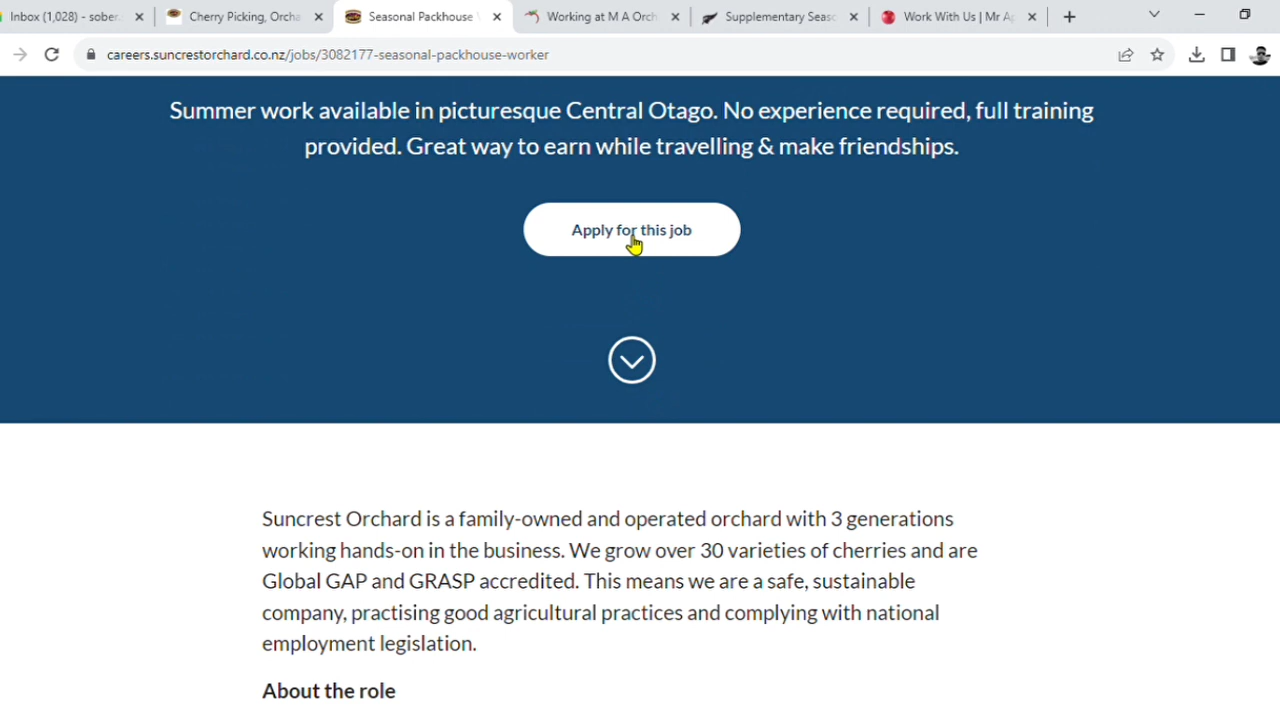 Inbox (1,028) - sober.
Cherry Picking, Orcha
Seasonal Packhouse
Working at M A Orch
Supplementary Seaso
Work With Us | Mr Ap
careers.suncrestorchard.co.nz/jobs/3082177-seasonal-packhouse-worker
Summer work available in picturesque Central Otago. No experience required, full training
provided. Great way to earn while travelling & make friendships.
Apply for this job
Suncrest Orchard is a family-owned and operated orchard with 3 generations
working hands-on in the business. We grow over 30 varieties of cherries and are
Global GAP and GRASP accredited. This means we are a safe, sustainable
company, practising good agricultural practices and complying with national
employment legislation.
About the role